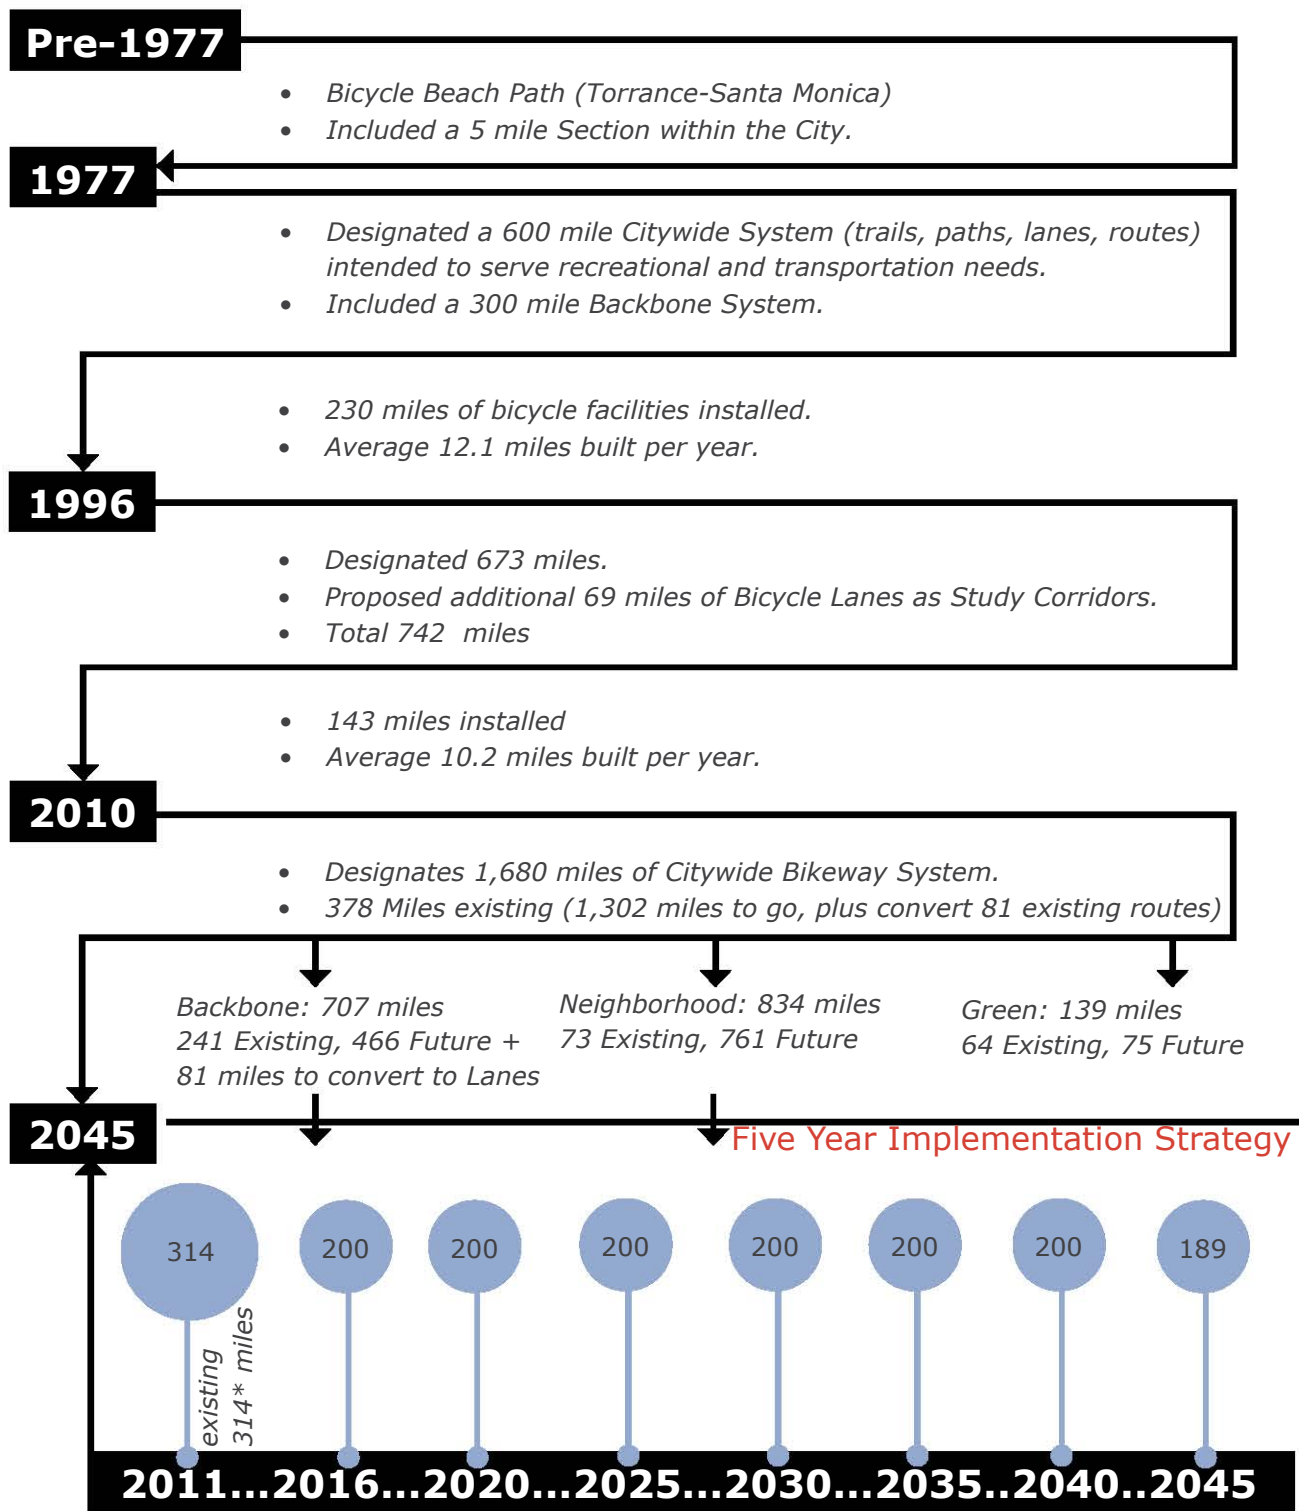 Pre-1977
• Bicycle Beach Path (Torrance-Santa Monica)
• Included a 5 mile Section within the City.
1977
• Designated a 600 mile Citywide System (trails, paths, lanes, routes)
intended to serve recreational and transportation needs.
• Included a 300 mile Backbone System.
• 230 miles of bicycle facilities installed.
• Average 12.1 miles built per year.
1996
• Designated 673 miles.
• Proposed additional 69 miles of Bicycle Lanes as Study Corridors.
• Total 742 miles
• 143 miles installed
• Average 10.2 miles built per year.
2010
• Designates 1,680 miles of Citywide Bikeway System.
• 378 Miles existing (1,302 miles to go, plus convert 81 existing routes)
Backbone: 707 miles
241 Existing, 466 Future +
81 miles to convert to Lanes
Neighborhood: 834 miles
73 Existing, 761 Future
Green: 139 miles
64 Existing, 75 Future
2045
Five Year Implementation Strategy
314 200 200 200 200 200 200 189
existing
314* miles
2011...2016...2020...2025...2030...2035..2040..2045